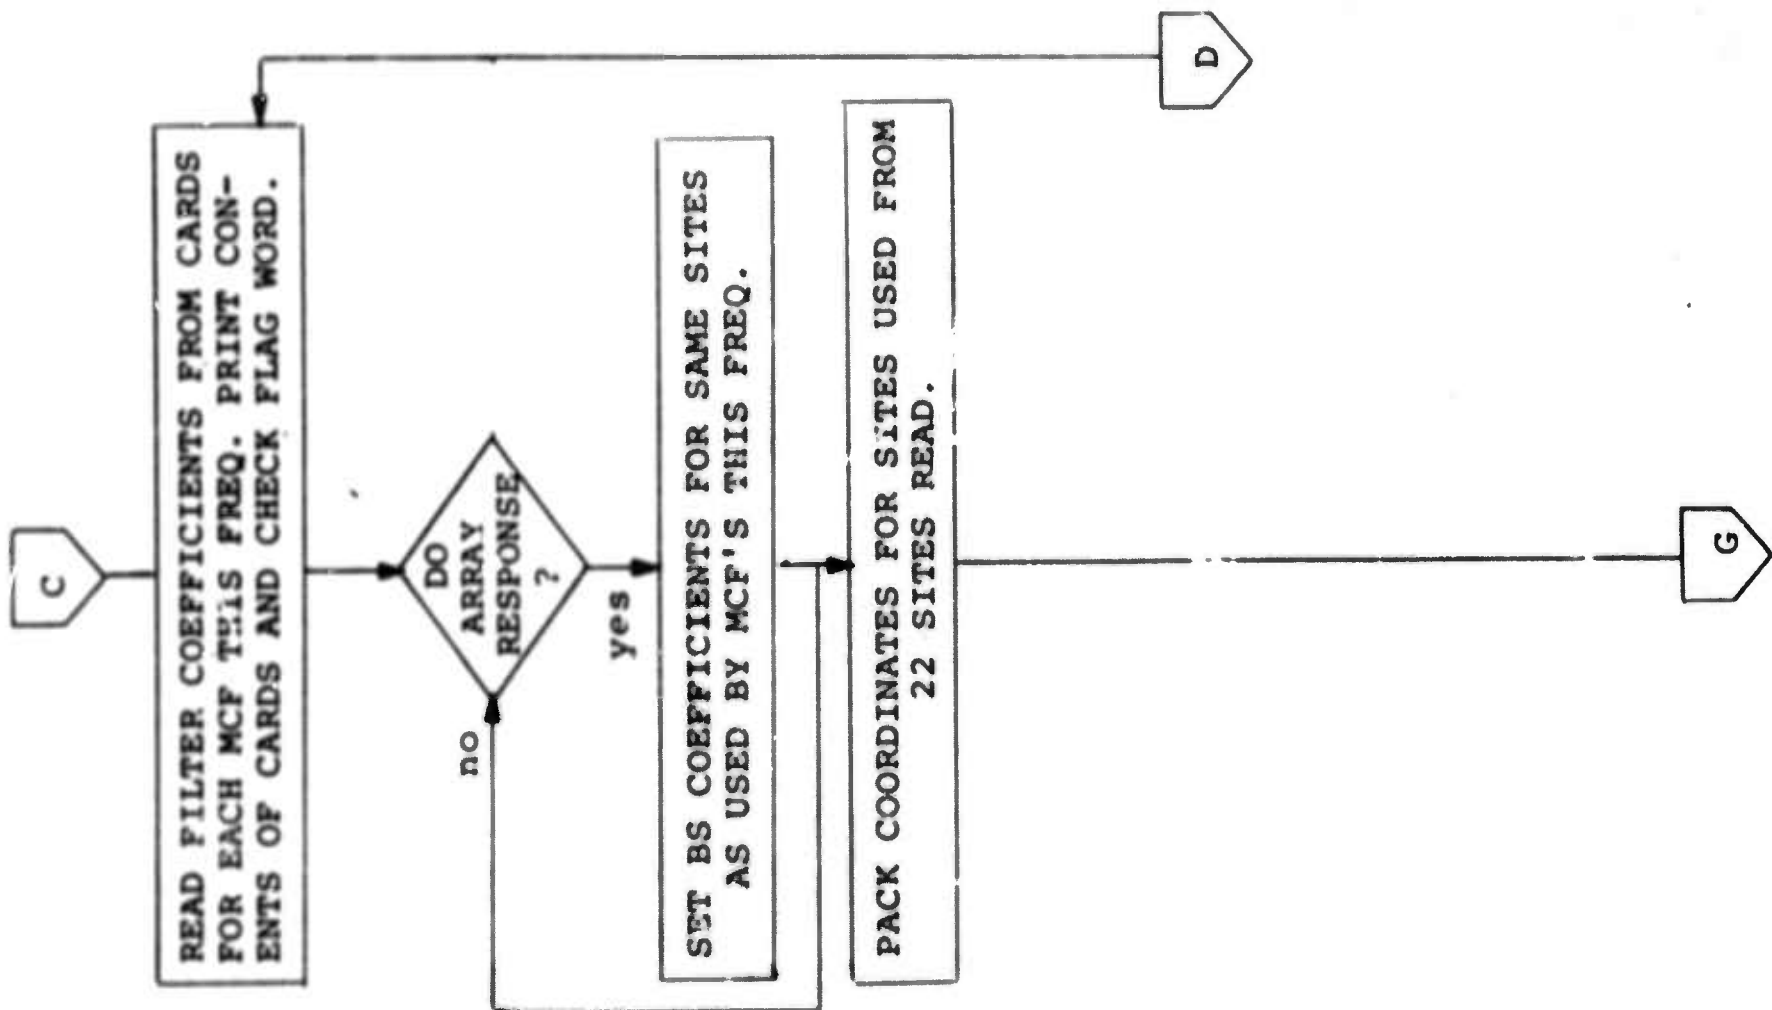 C
READ FILTER COEFFICIENTS FROM CARDS
FOR EACH MCF THIS FREQ. PRINT CON-
ENTS OF CARDS AND CHECK FLAG WORD.
D
DO
ARRAY
RESPONSE
?
no
yes
SET BS COEFFICIENTS FOR SAME SITES
AS USED BY MCF'S THIS FREQ.
PACK COORDINATES FOR SITES USED FROM
22 SITES READ.
G